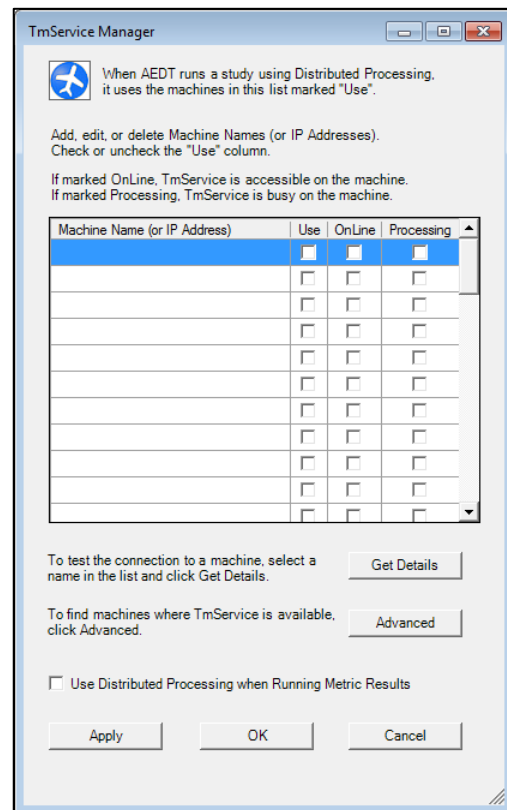 TmService Manager
When AEDT runs a study using Distributed Processing,
it uses the machines in this list marked "Use".
Add, edit, or delete Machine Names (or IP Addresses).
Check or uncheck the "Use" column.
If marked OnLine, TmService is accessible on the machine.
If marked Processing, TmService is busy on the machine.
Machine Name (or IP Address) Use OnLine Processing
To test the connection to a machine, select a
name in the list and click Get Details.
Get Details
To find machines where TmService is available,
click Advanced.
Advanced
Use Distributed Processing when Running Metric Results
Apply OK Cancel